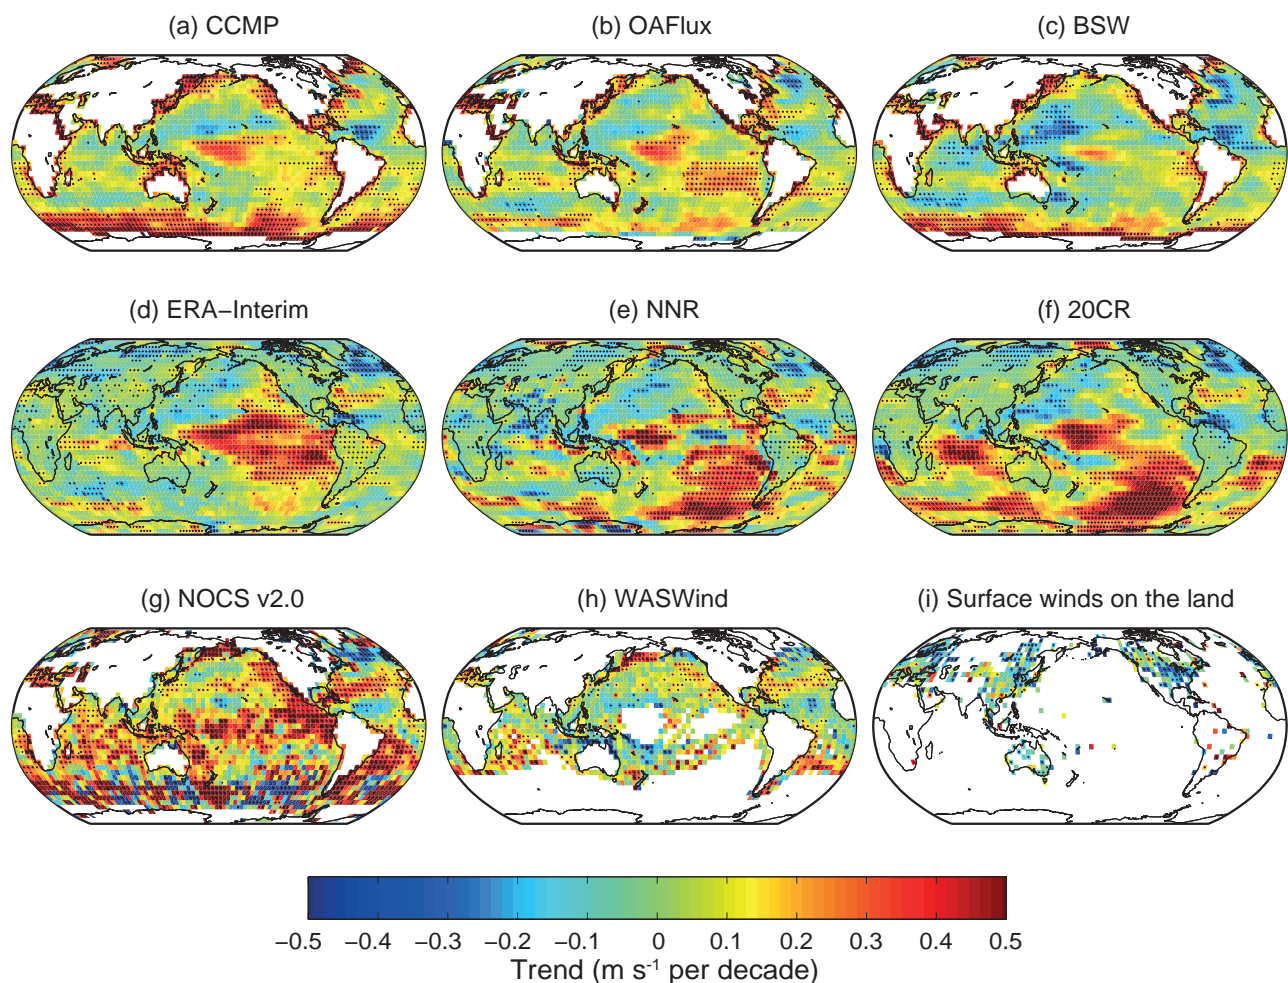 (a) CCMP
(b) OAFlux
(c) BSW
(d) ERA−Interim
(e) NNR
(f) 20CR
(g) NOCS v2.0
(h) WASWind
(i) Surface winds on the land
−0.5 −0.4 −0.3 −0.2 −0.1 0 0.1 0.2 0.3 0.4 0.5
Trend (m s⁻¹ per decade)